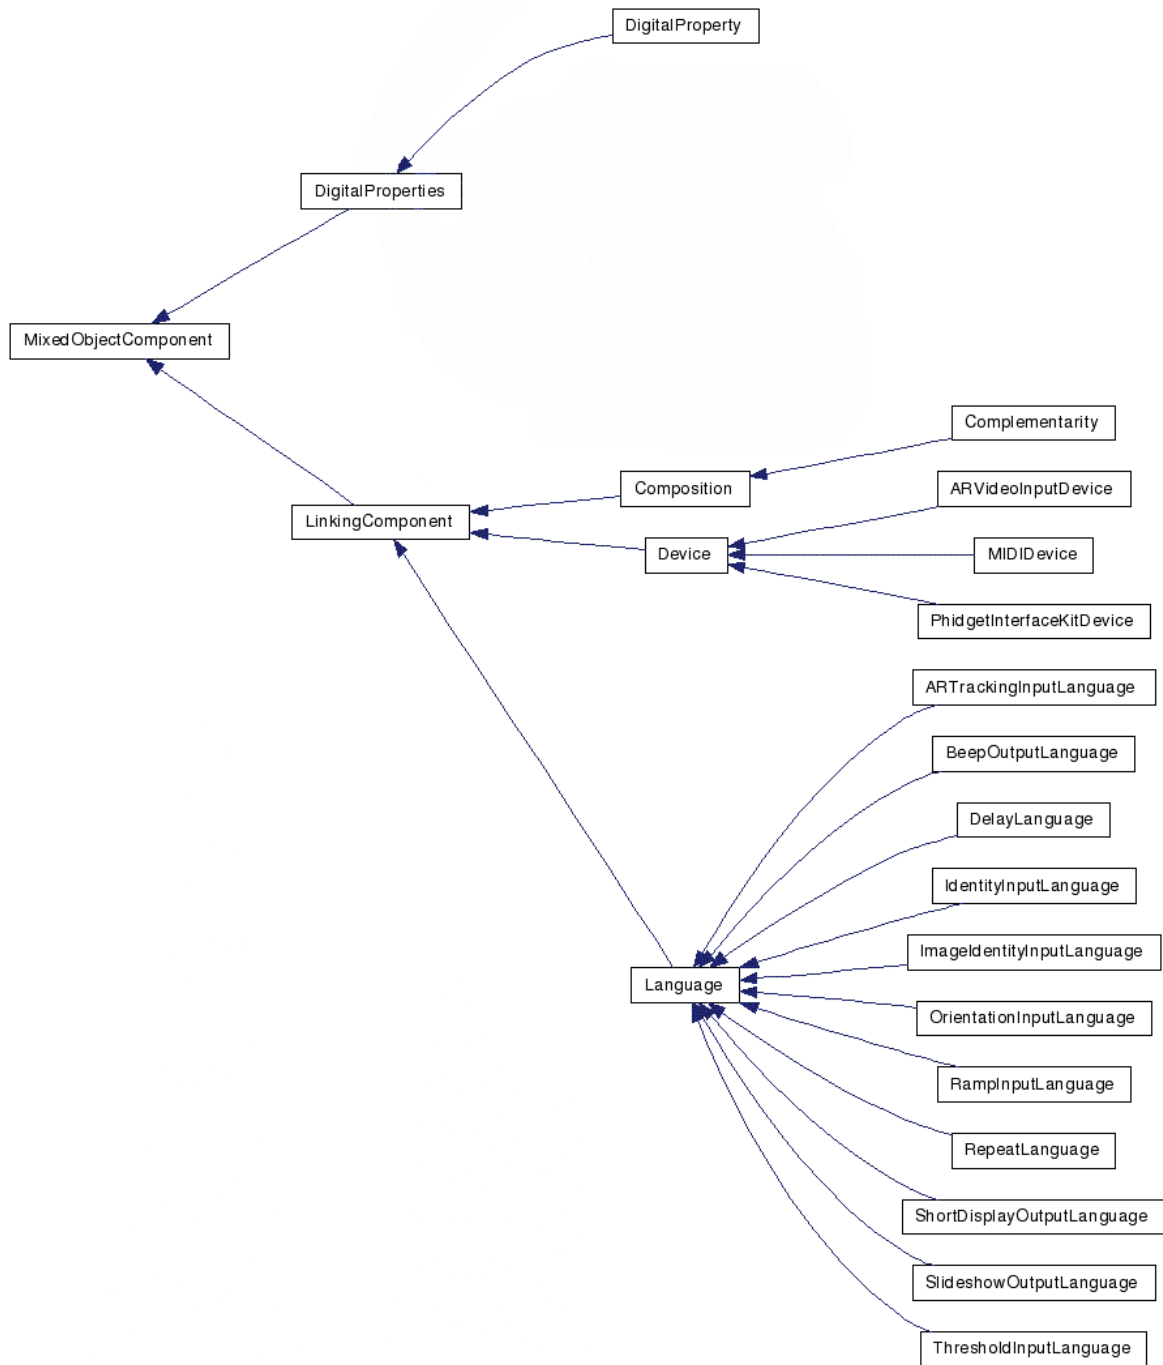 DigitalProperty
DigitalProperties
MixedObjectComponent
Complementarity
Composition
ARVideoInputDevice
LinkingComponent
Device
MIDIDevice
PhidgetInterfaceKitDevice
ARTrackingInputLanguage
BeepOutputLanguage
DelayLanguage
IdentityInputLanguage
ImageIdentityInputLanguage
Language
OrientationInputLanguage
RampInputLanguage
RepeatLanguage
ShortDisplayOutputLanguage
SlideshowOutputLanguage
ThresholdInputLanguage